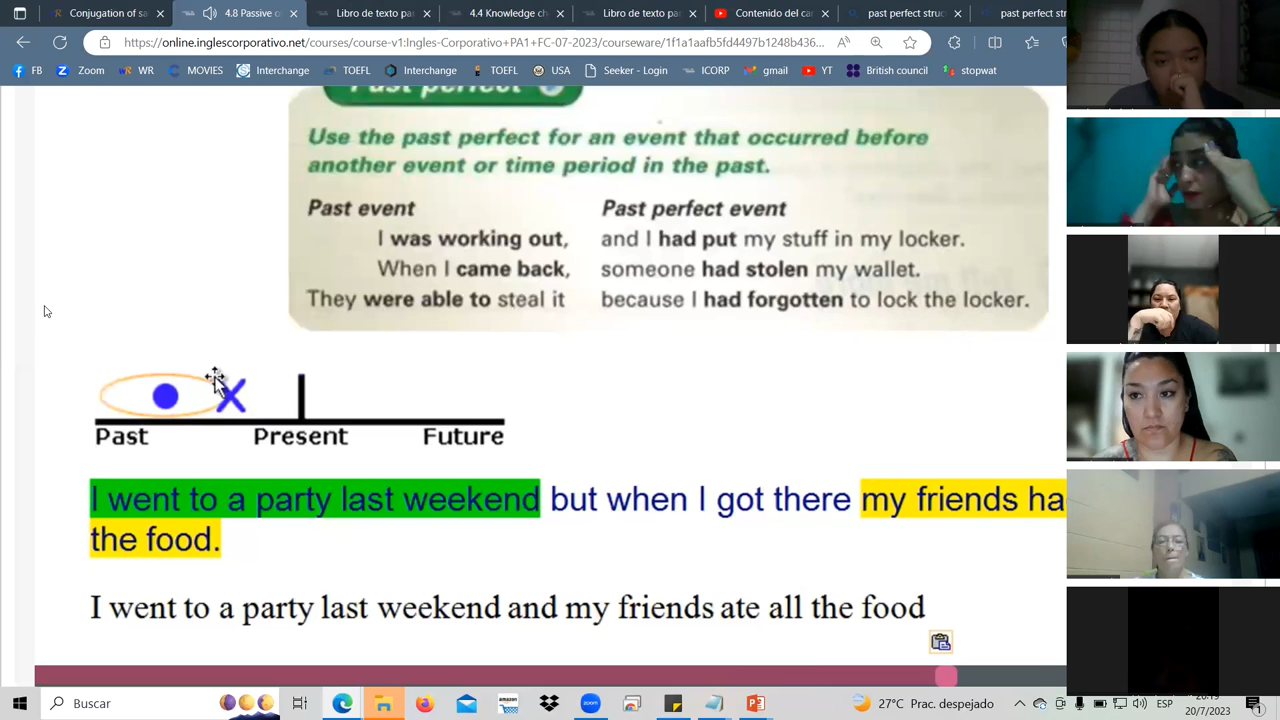 Conjugation of sa
4.8 Passive o
Libro de texto pa
4.4 Knowledge che
Libro de texto pa
Contenido del ca
past perfect struc
past perfect str
https://online.inglescorporativo.net/courses/course-v1:Ingles-Corporativo+PA1+FC-07-2023/courseware/1f1a1aafb5fd4497b1248b436...
FB
Zoom
WR
MOVIES
Interchange
TOEFL
Interchange
TOEFL
USA
Seeker - Login
ICORP
gmail
YT
British council
stopwat
Past perfect
Use the past perfect for an event that occurred before
another event or time period in the past.
Past event Past perfect event
I was working out, and I had put my stuff in my locker.
When I came back, someone had stolen my wallet.
They were able to steal it because I had forgotten to lock the locker.
Past Present Future
I went to a party last weekend but when I got there my friends ha
the food.
I went to a party last weekend and my friends ate all the food
Buscar
27°C Prac. despejado
ESP
20/7/2023